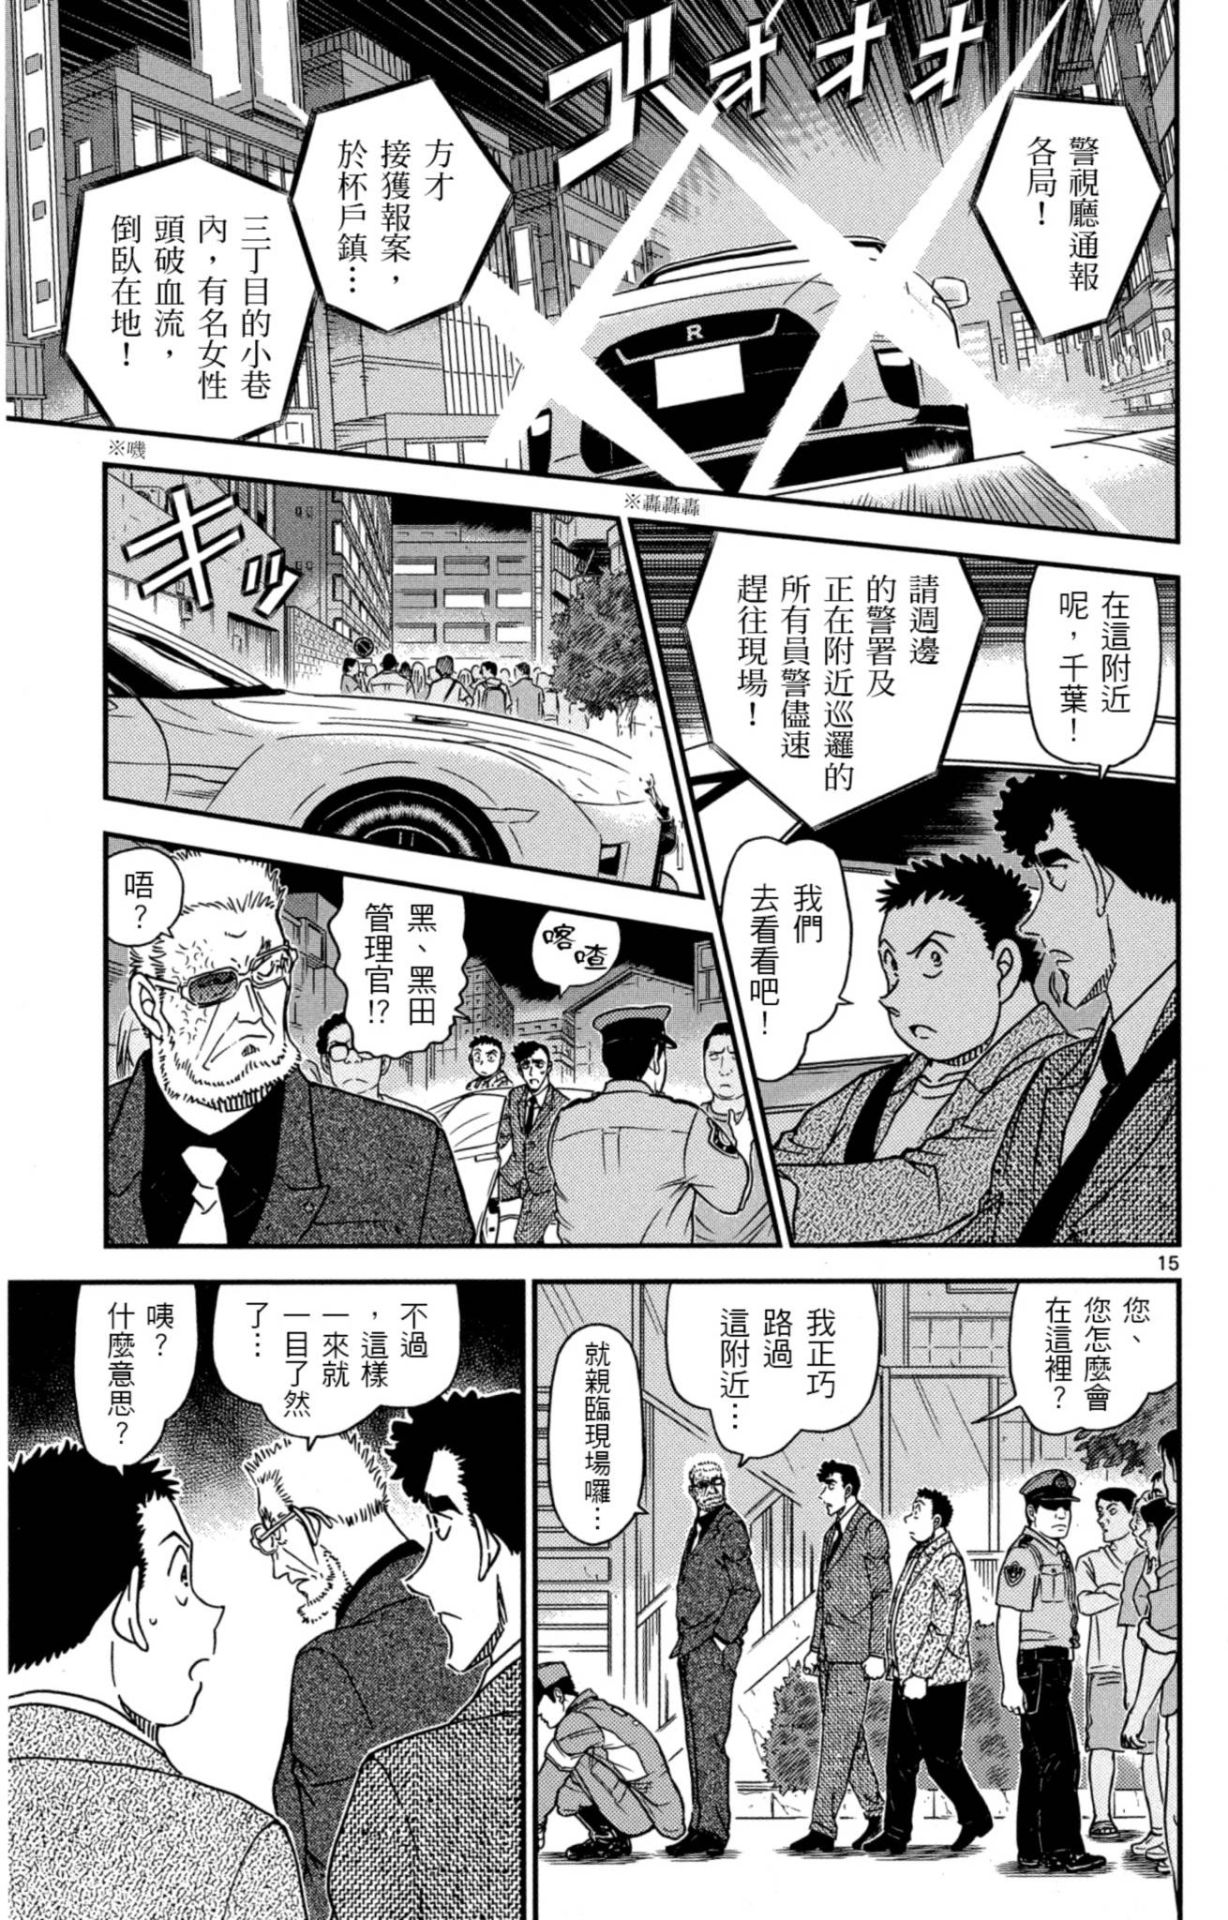 ゴォオオ
警視廳通報
各局！
方才
接獲報案，
於杯戶鎮…
三丁目的小巷
內，有名女性
頭破血流，
倒臥在地！
R
※轟轟轟
在這附近
呢，千葉！
請週邊
的警署及
正在附近巡邏的
所有員警儘速
趕往現場！
我們
去看看吧！
※嘰
キッ
喀喳
黑、黑田
管理官!?
唔？
15
您、
您怎麼會
在這裡？
我正巧
路過
這附近…
就親臨現場囉…
不過
，這樣
一來就
一目了然
了…
咦？
什麼意思？